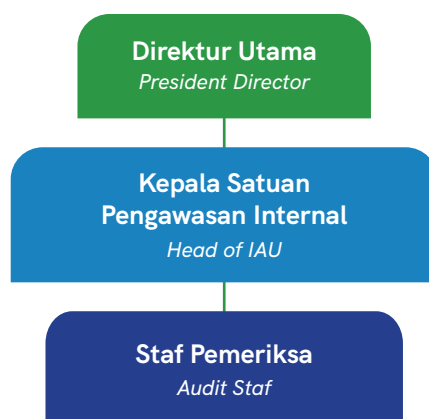 Direktur Utama
President Director
Kepala Satuan
Pengawasan Internal
Head of IAU
Staf Pemeriksa
Audit Staf